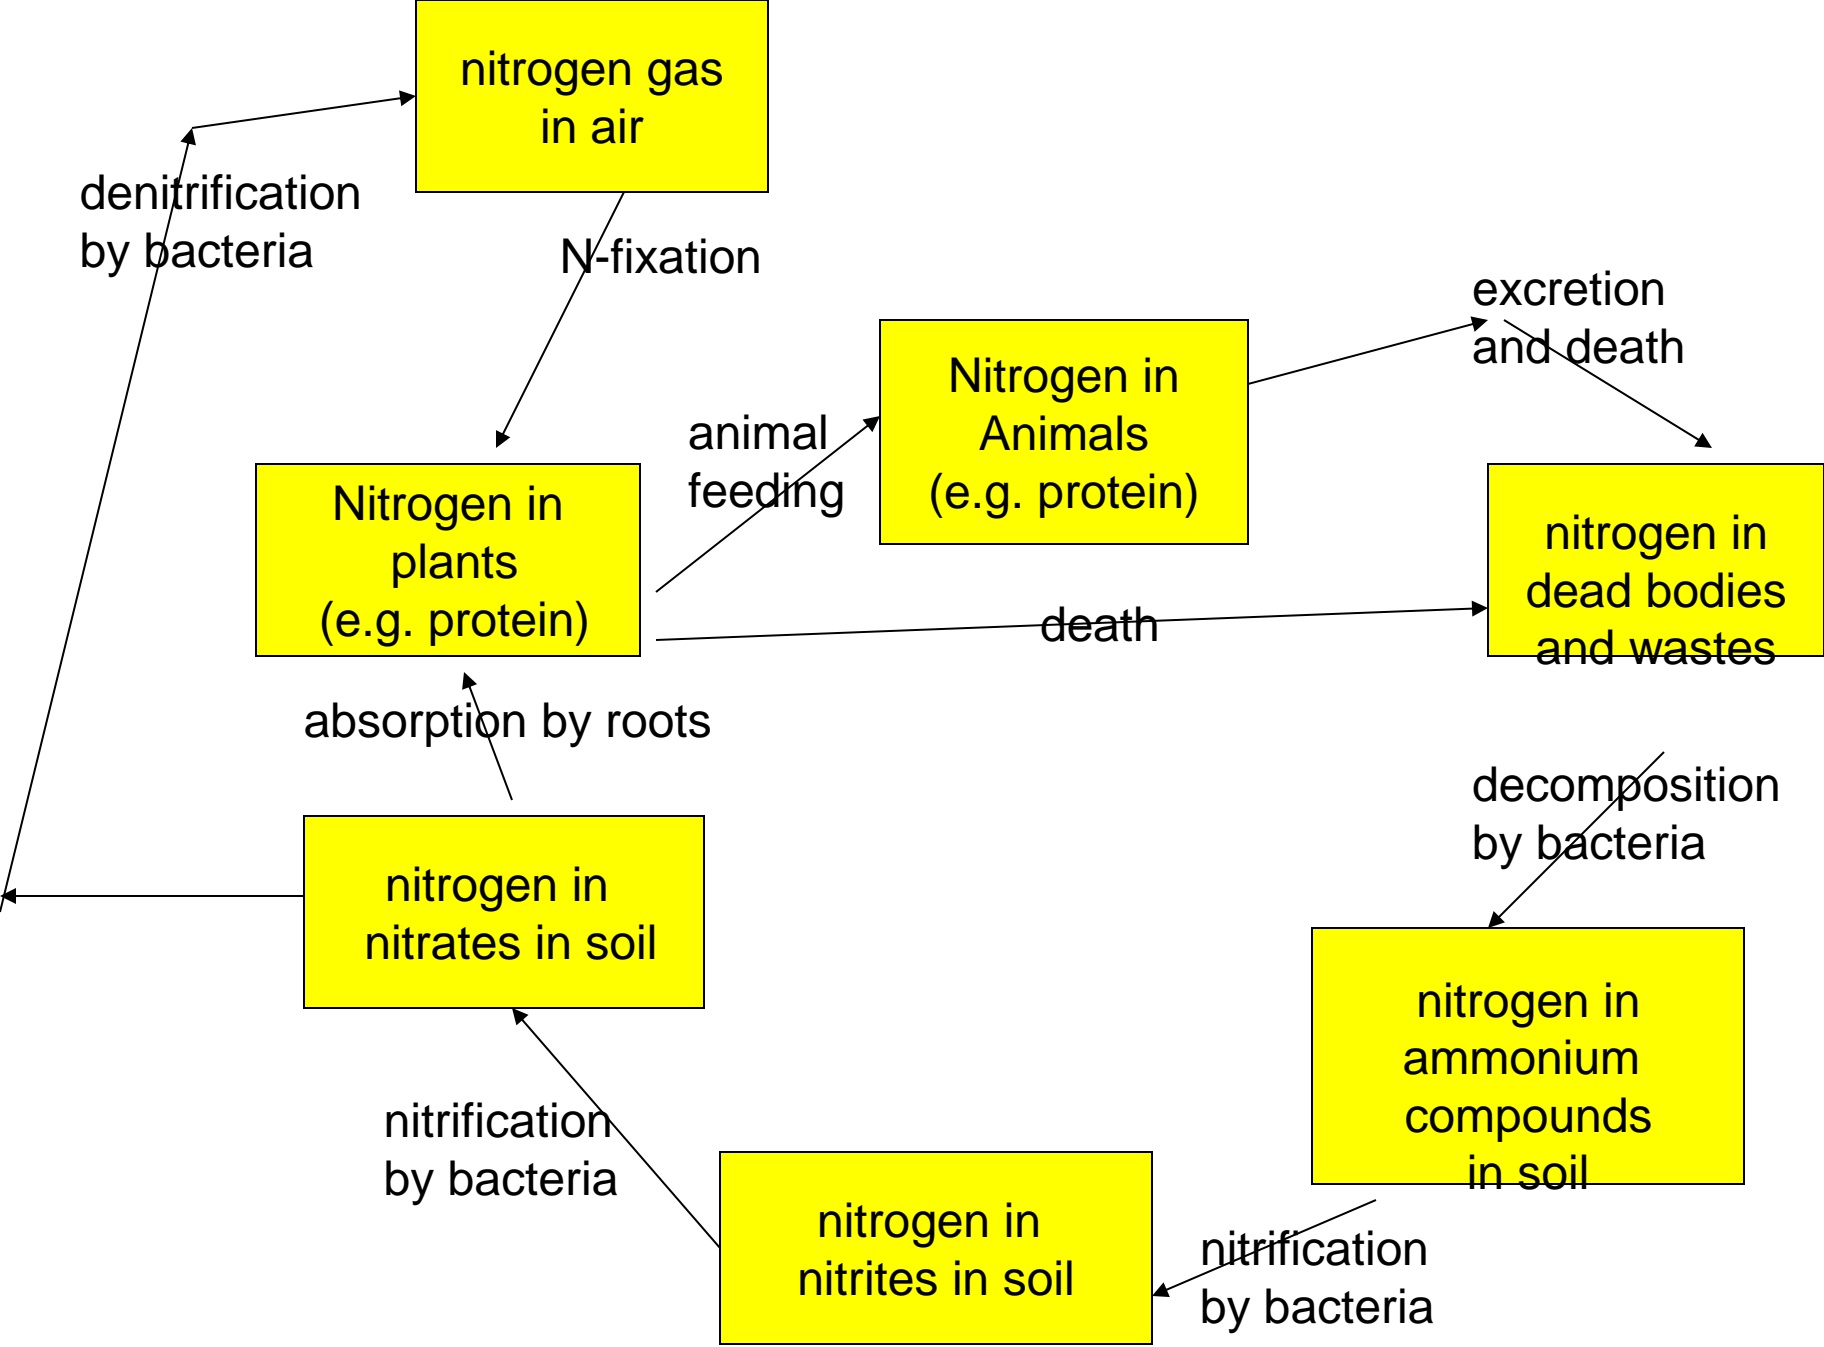 nitrogen gas
in air
denitrification
by bacteria
N-fixation
excretion
and death
Nitrogen in
Animals
(e.g. protein)
animal
feeding
Nitrogen in
plants
(e.g. protein)
nitrogen in
dead bodies
and wastes
death
absorption by roots
decomposition
by bacteria
nitrogen in
nitrates in soil
nitrogen in
ammonium
compounds
in soil
nitrification
by bacteria
nitrogen in
nitrites in soil
nitrification
by bacteria